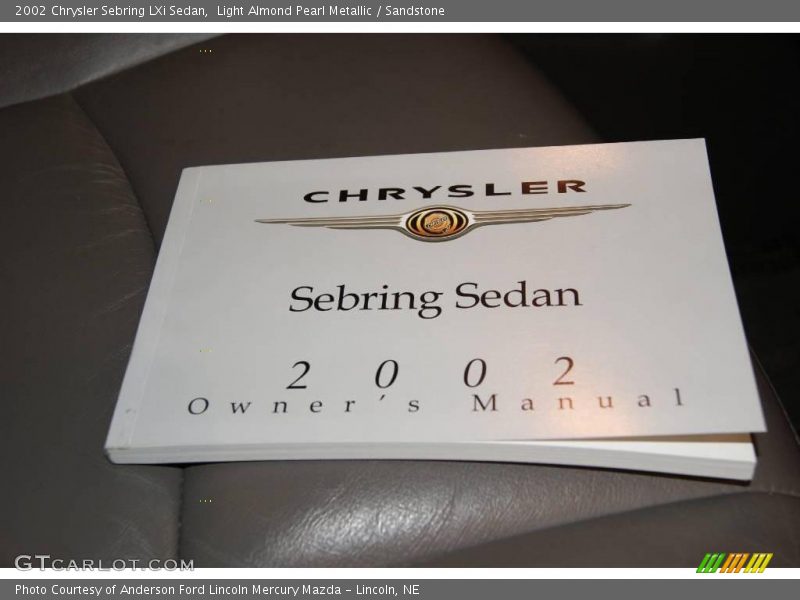 2002 Chrysler Sebring LXi Sedan, Light Almond Pearl Metallic / Sandstone
CHRYSLER
Sebring Sedan
2 0 0 2
Owner's Manual
GTCARLOT.COM
Photo Courtesy of Anderson Ford Lincoln Mercury Mazda – Lincoln, NE